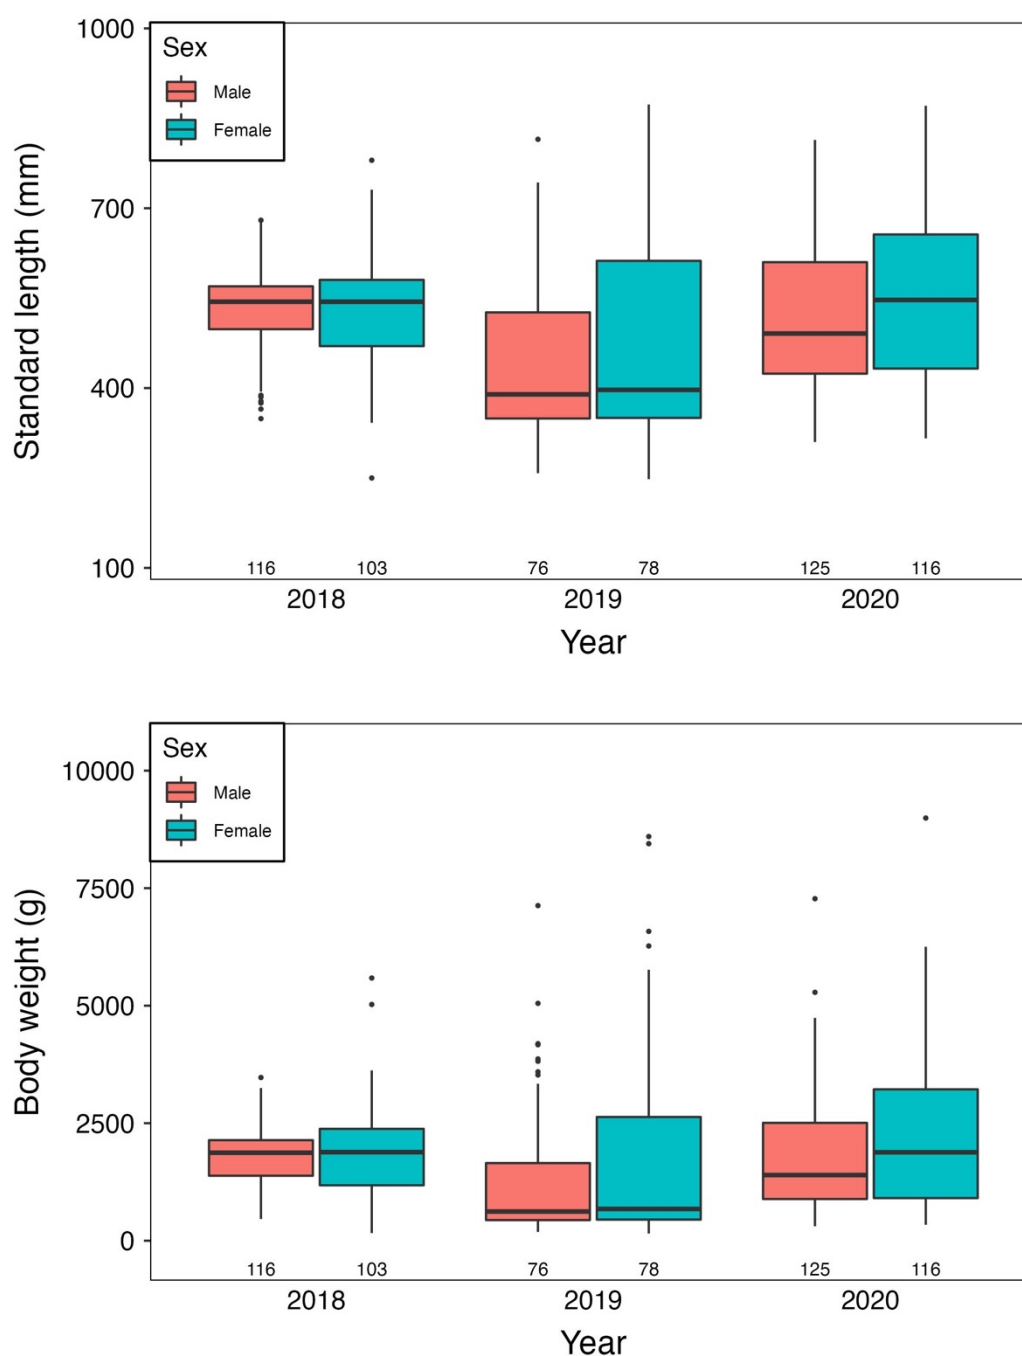 Sex
Male
Female
Standard length (mm)
1000
700
400
100
116 103 76 78 125 116
2018 2019 2020
Year
Sex
Male
Female
Body weight (g)
10000
7500
5000
2500
0
116 103 76 78 125 116
2018 2019 2020
Year